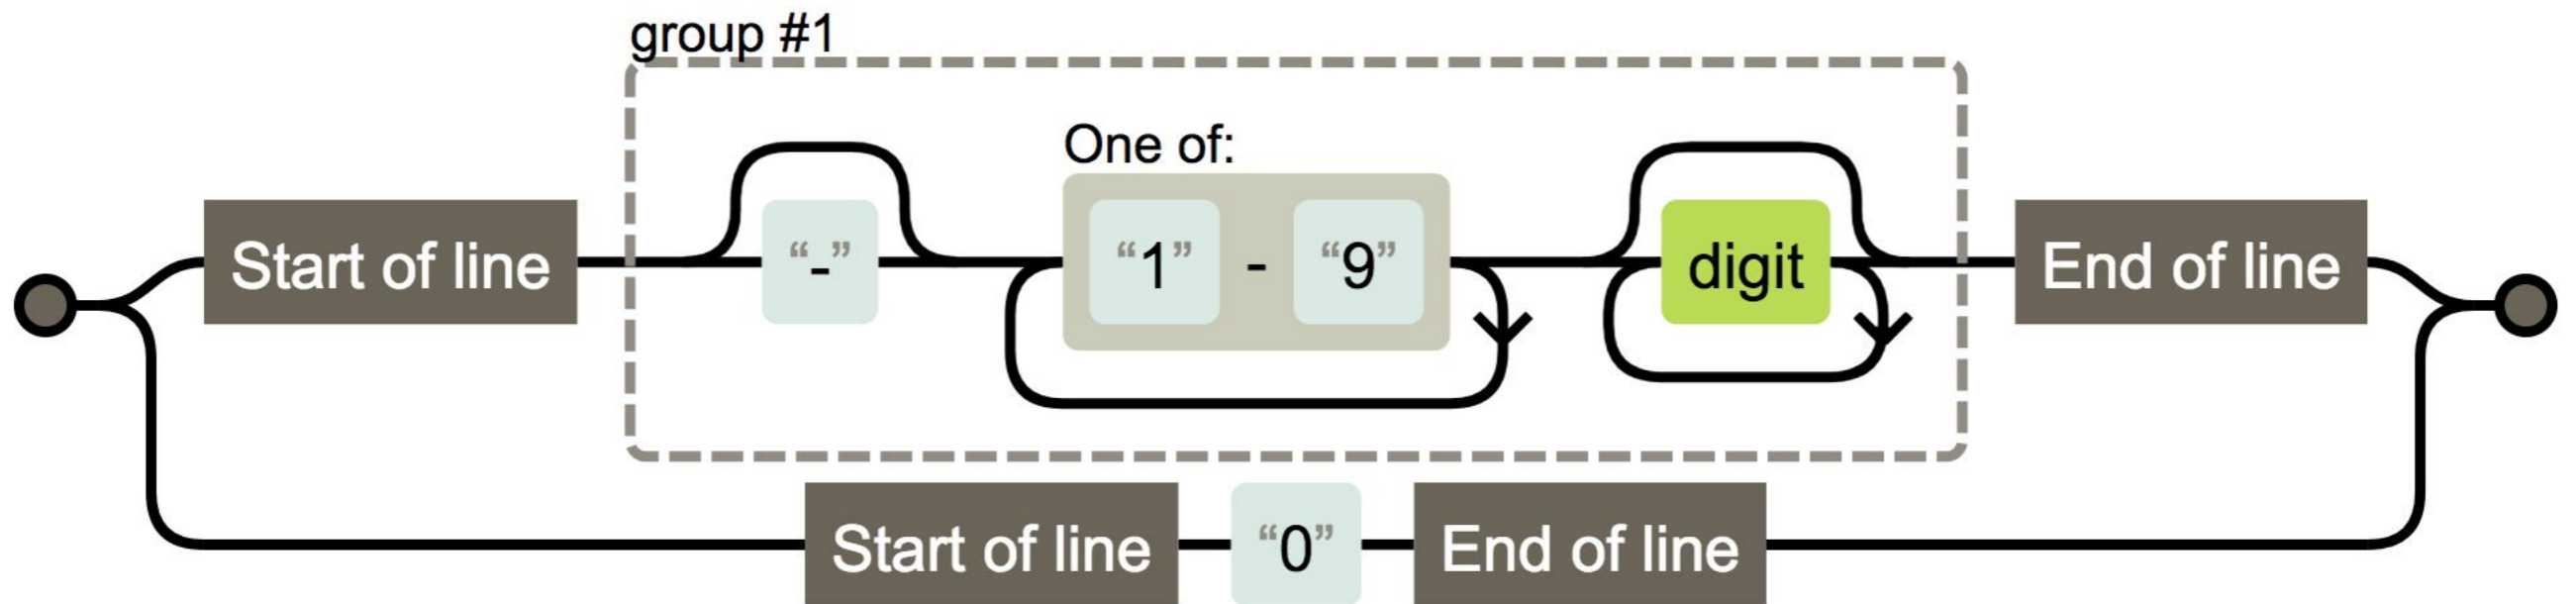 group #1
One of:
Start of line “-” “1” - “9” digit End of line
Start of line “0” End of line